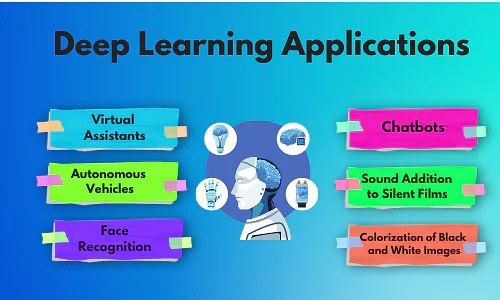 Deep Learning Applications
Virtual
Assistants
Autonomous
Vehicles
Face
Recognition
Chatbots
Sound Addition
to Silent Films
Colorization of Black
and White Images